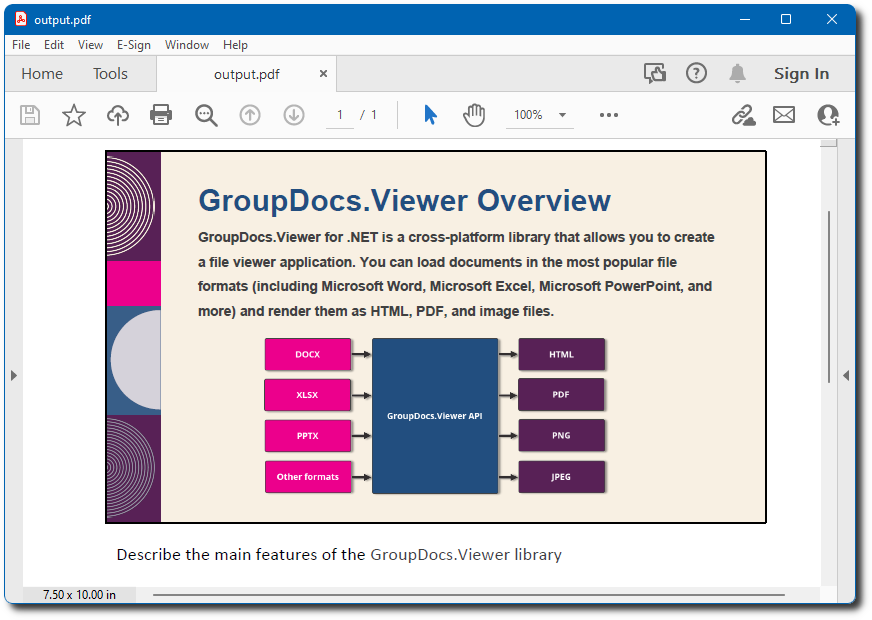 output.pdf
File Edit View E-Sign Window Help
Home Tools output.pdf × Sign In
1 / 1 100%
GroupDocs.Viewer Overview
GroupDocs.Viewer for .NET is a cross-platform library that allows you to create
a file viewer application. You can load documents in the most popular file
formats (including Microsoft Word, Microsoft Excel, Microsoft PowerPoint, and
more) and render them as HTML, PDF, and image files.
DOCX HTML
XLSX PDF
GroupDocs.Viewer API
PPTX PNG
Other formats JPEG
Describe the main features of the GroupDocs.Viewer library
7.50 x 10.00 in